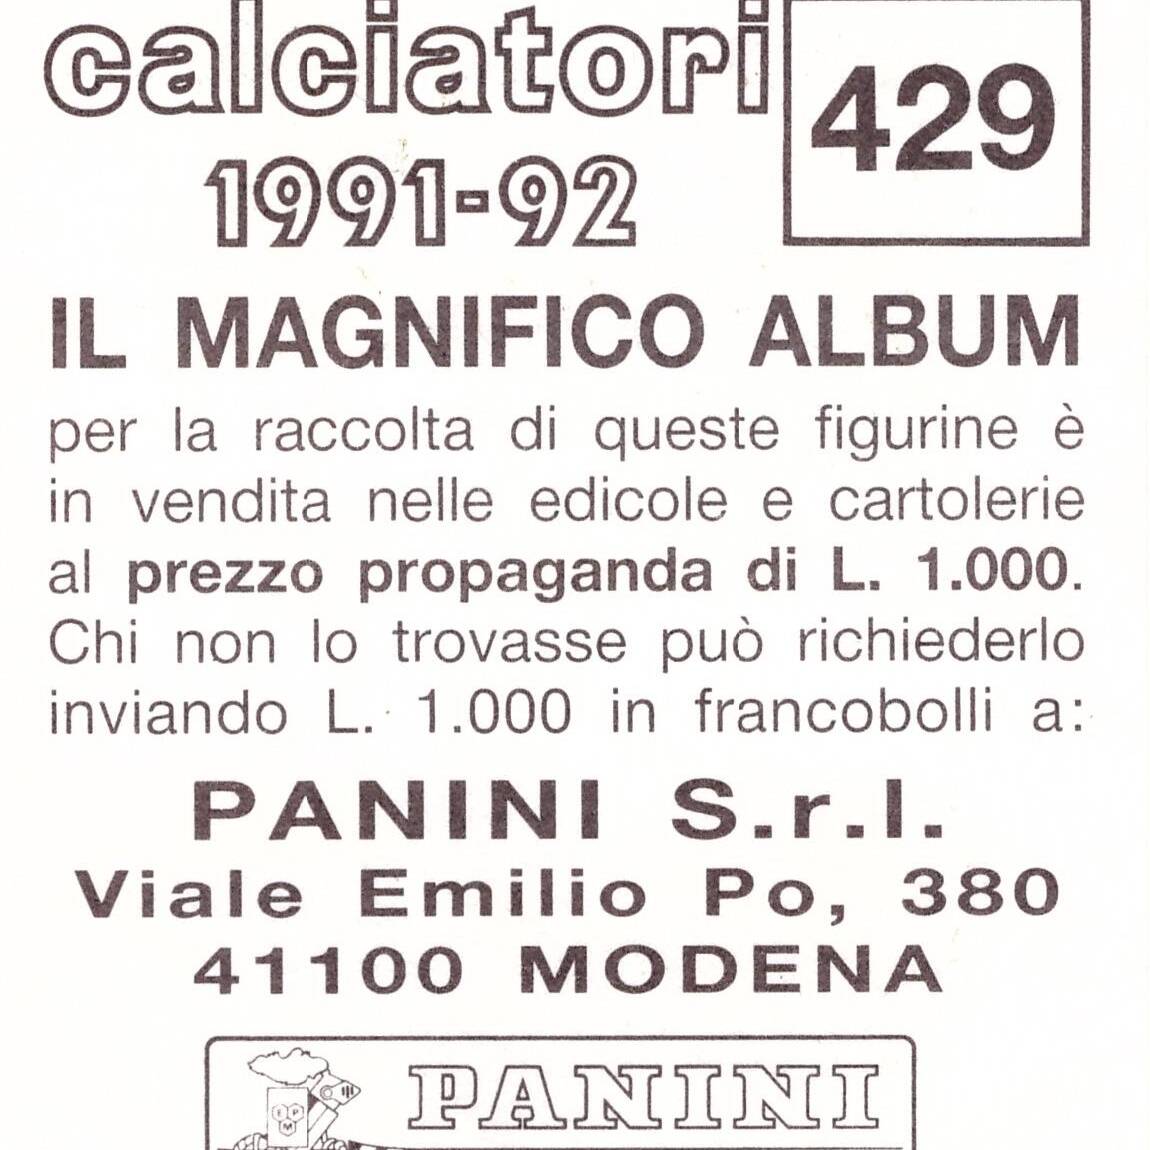 calciatori
429
1991-92
IL MAGNIFICO ALBUM
per la raccolta di queste figurine è
in vendita nelle edicole e cartolerie
al prezzo propaganda di L. 1.000.
Chi non lo trovasse può richiederlo
inviando L. 1.000 in francobolli a:
PANINI S.r.l.
Viale Emilio Po, 380
41100 MODENA
E P
M
PANINI